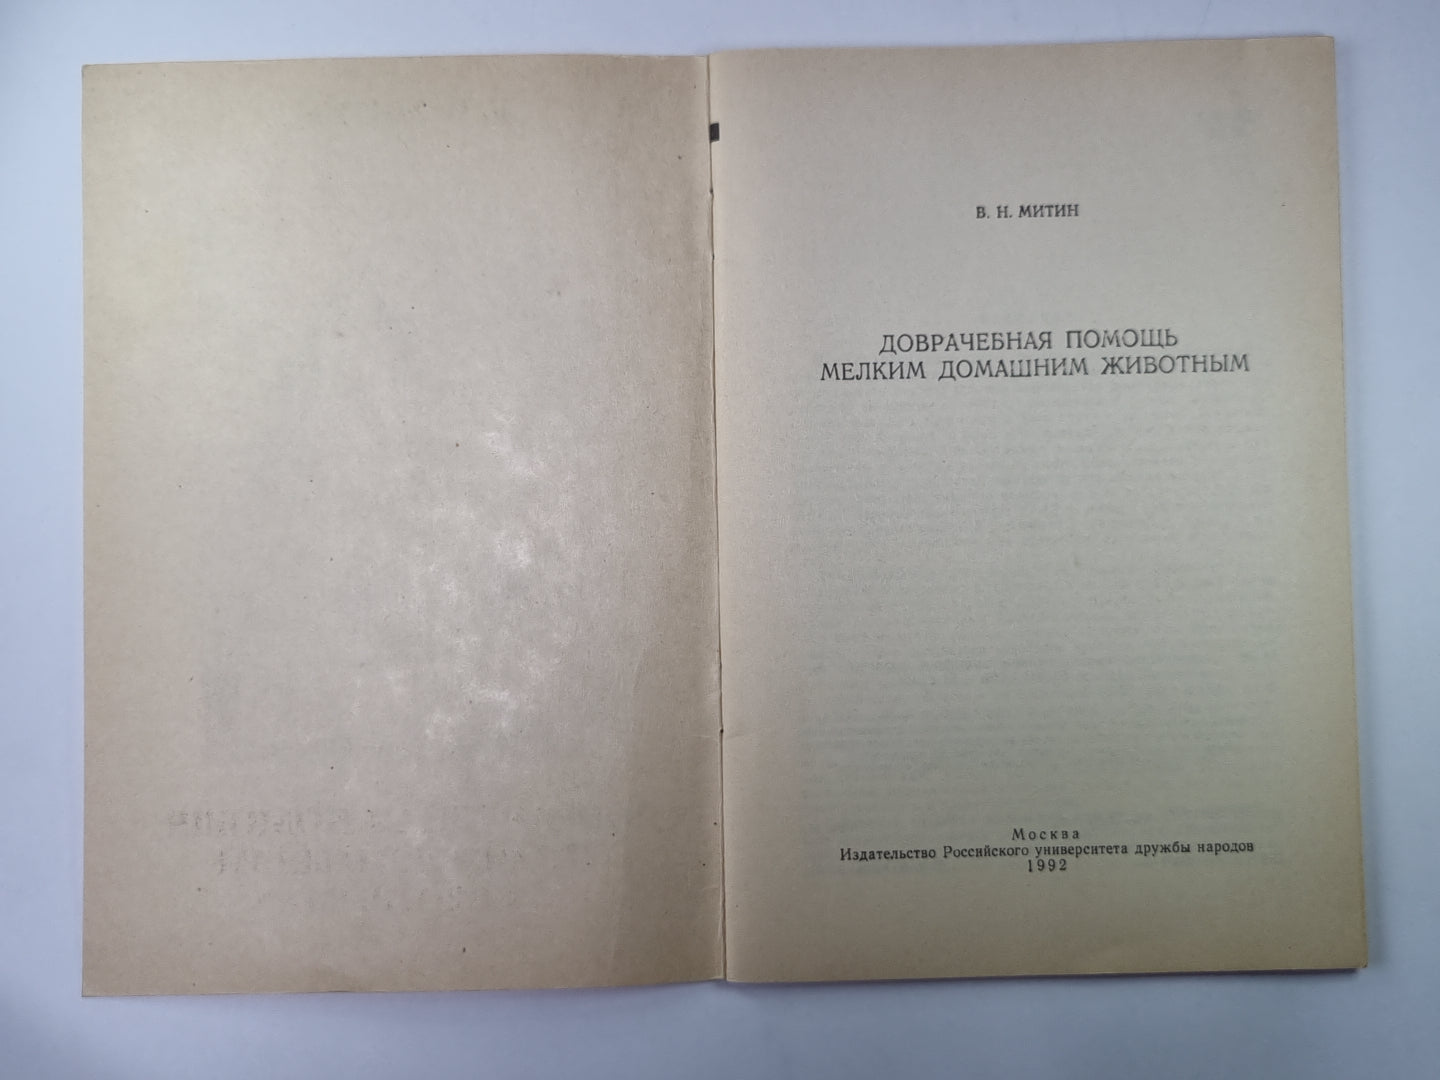 В. Н. МИТИН
ДОВРАЧЕБНАЯ ПОМОЩЬ
МЕЛКИМ ДОМАШНИМ ЖИВОТНЫМ
Москва
Издательство Российского университета дружбы народов
1992